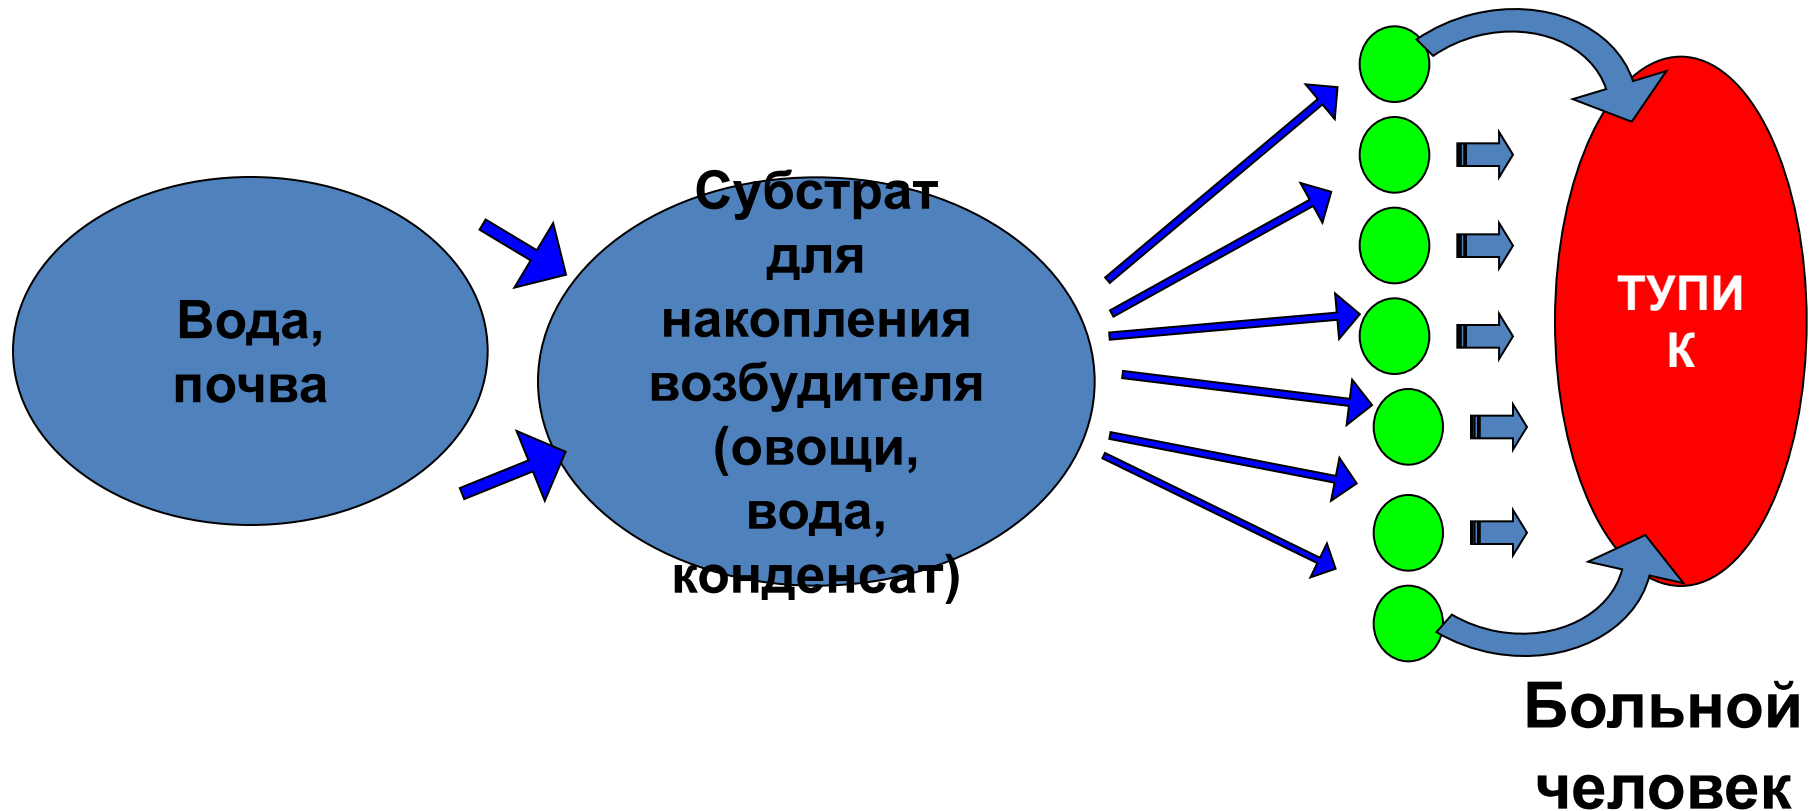 Вода,
почва
Субстрат
для
накопления
возбудителя
(овощи,
вода,
конденсат)
ТУПИ
К
Больной
человек